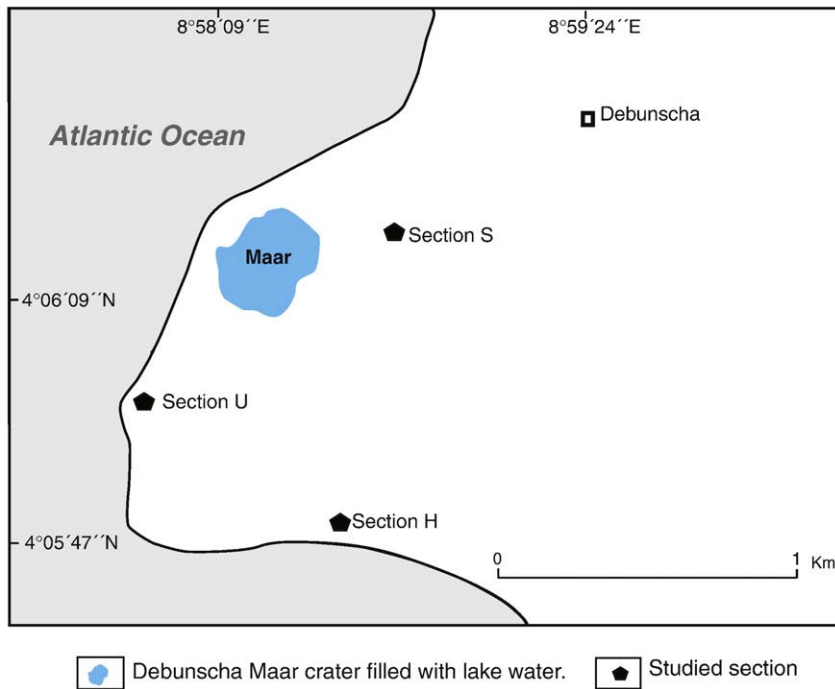 8°58´09´´E
8°59´24´´E
Debunscha
Atlantic Ocean
Section S
Maar
4°06´09´´N
Section U
Section H
4°05´47´´N
0
1
Km
Debunscha Maar crater filled with lake water.
Studied section